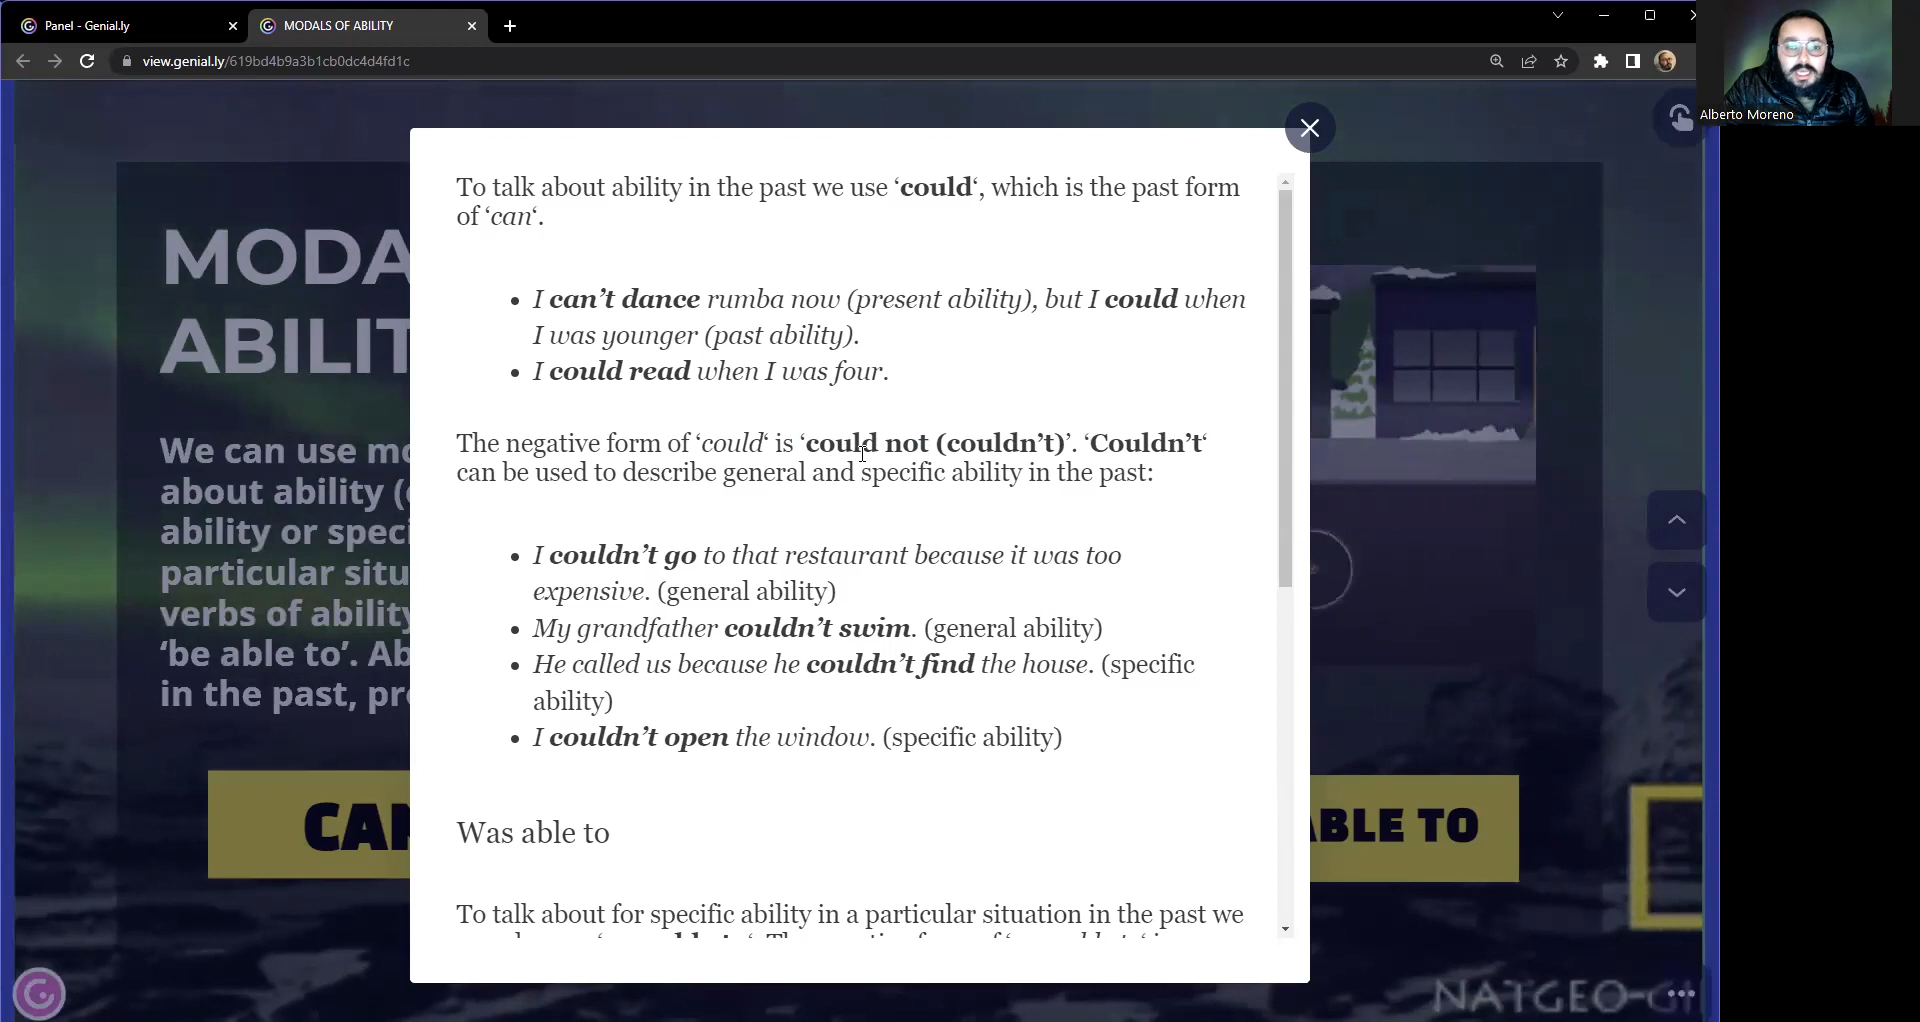 Panel - Genial.ly
MODALS OF ABILITY
view.genial.ly/619bd4b9a3b1cb0dc4d4fd1c
Alberto Moreno
To talk about ability in the past we use ‘could‘, which is the past form
of ‘can‘.
I can’t dance rumba now (present ability), but I could when
I was younger (past ability).
I could read when I was four.
The negative form of ‘could‘ is ‘could not (couldn’t)’. ‘Couldn’t‘
can be used to describe general and specific ability in the past:
I couldn’t go to that restaurant because it was too
expensive. (general ability)
My grandfather couldn’t swim. (general ability)
He called us because he couldn’t find the house. (specific
ability)
I couldn’t open the window. (specific ability)
Was able to
To talk about for specific ability in a particular situation in the past we
MODA
ABILIT
We can use mo
about ability (
ability or speci
particular situ
verbs of ability
‘be able to’. Ab
in the past, pre
CAN
ABLE TO
NATGEO-GI